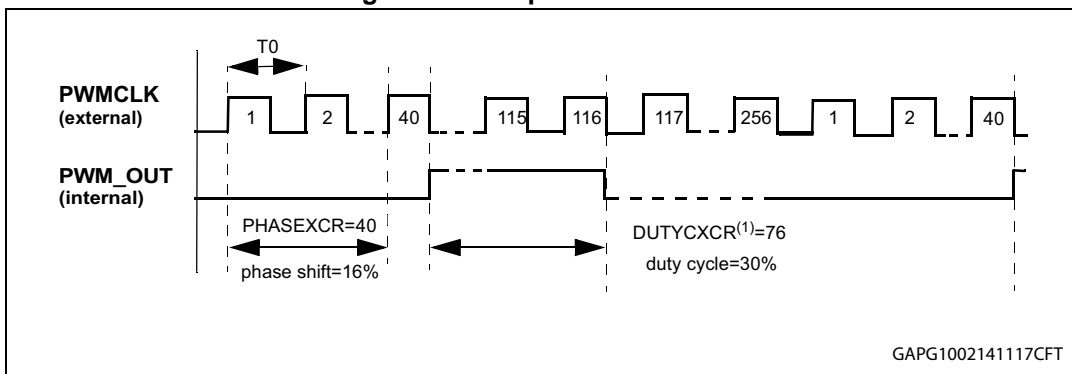 T0
PWMCLK
(external)
1 2 40 115 116 117 256 1 2 40
PWM_OUT
(internal)
PHASEXCR=40
phase shift=16%
DUTYCXCR(1)=76
duty cycle=30%
GAPG1002141117CFT